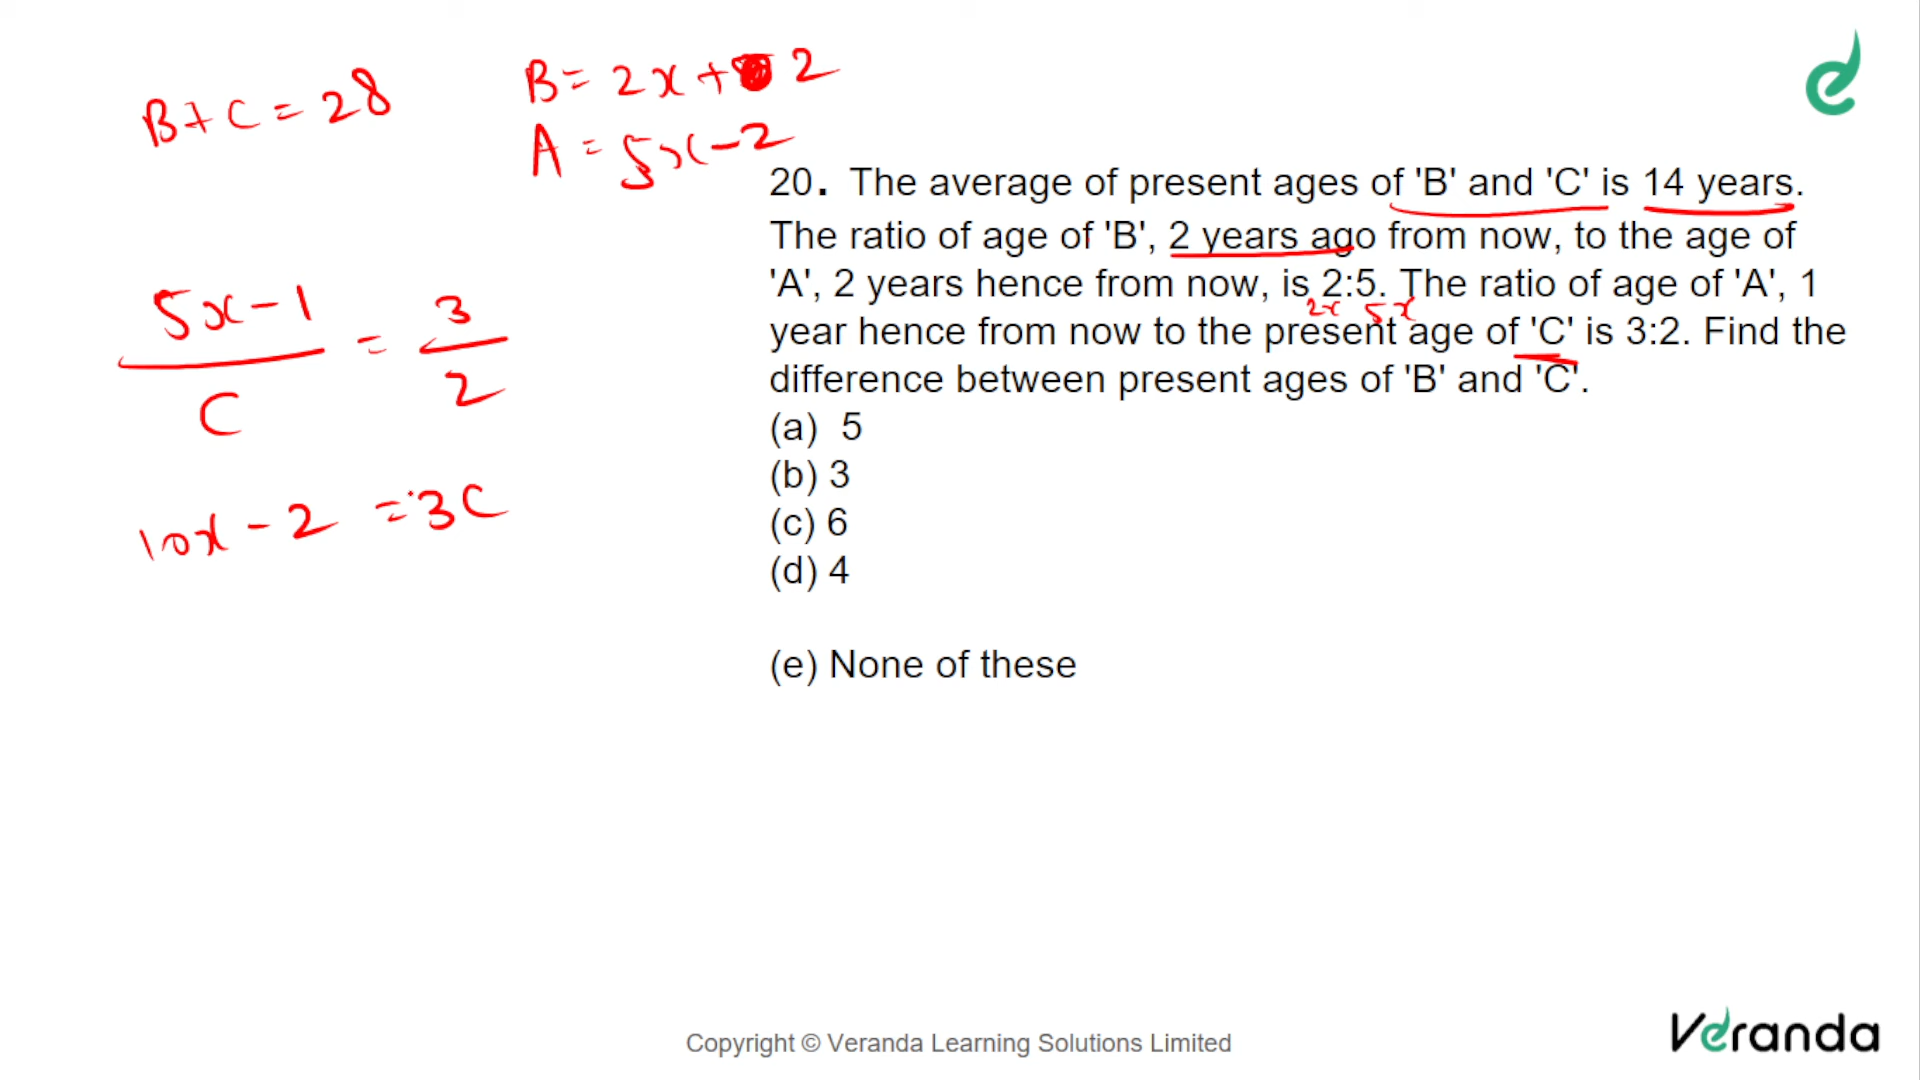 B+C=28
B=2x+2
A=5x-2
5x-1
C
=
3
2
10x-2 =3C
20. The average of present ages of 'B' and 'C' is 14 years.
The ratio of age of 'B', 2 years ago from now, to the age of
'A', 2 years hence from now, is 2:5. The ratio of age of 'A', 1
2x 5x
year hence from now to the present age of 'C' is 3:2. Find the
difference between present ages of 'B' and 'C'.
(a) 5
(b) 3
(c) 6
(d) 4
(e) None of these
Copyright © Veranda Learning Solutions Limited
Veranda